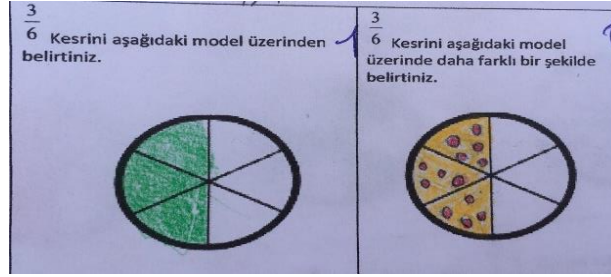 3/6 Kesrini aşağıdaki model üzerinden
belirtiniz.
3/6 Kesrini aşağıdaki model
üzerinde daha farklı bir şekilde
belirtiniz.